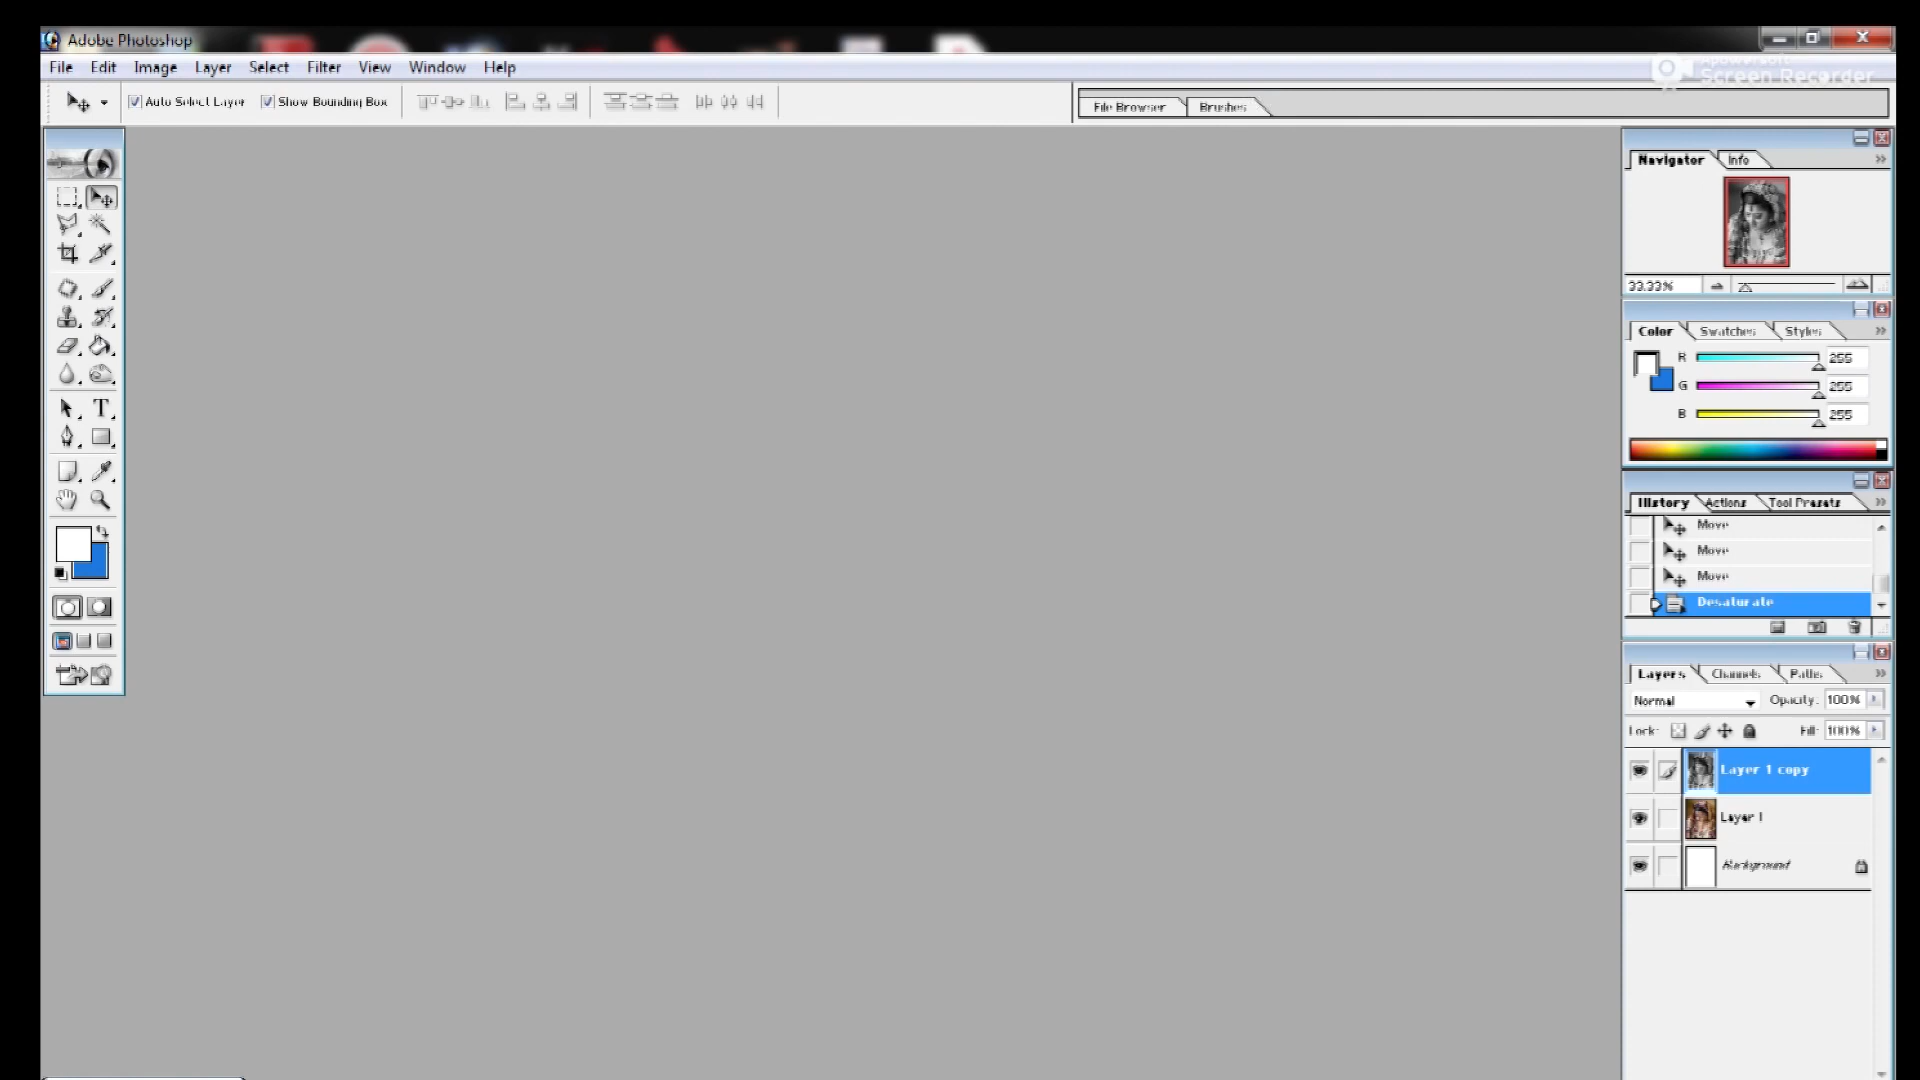 Adobe Photoshop
File Edit Image Layer Select Filter View Window Help
Apowersoft
Screen Recorder
Auto Select Layer Show Bounding Box
File Browser Brushes
Navigator Info
33.33%
Color Swatches Styles
R 255
G 255
B 255
History Actions Tool Presets
Move
Move
Move
Desaturate
Layers Channels Paths
Normal Opacity: 100%
Lock: Fill: 100%
Layer 1 copy
Layer 1
Background
T